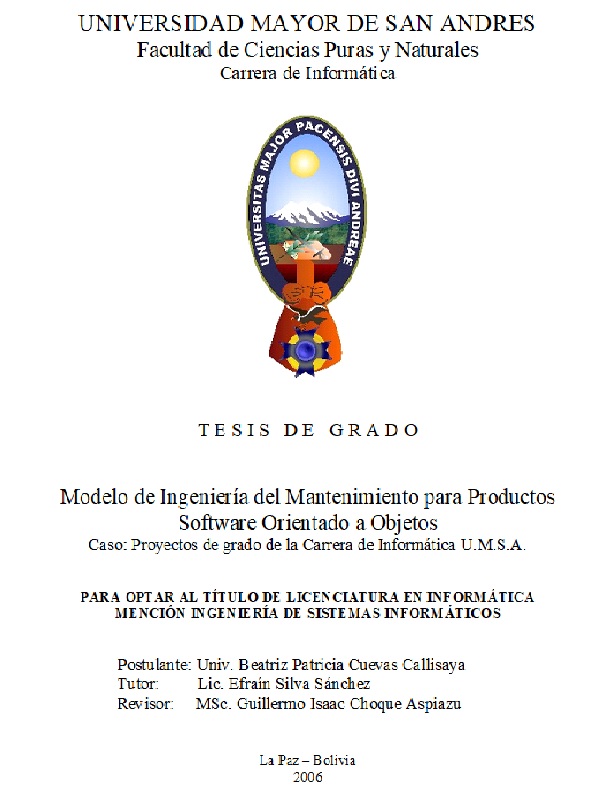 UNIVERSIDAD MAYOR DE SAN ANDRES
Facultad de Ciencias Puras y Naturales
Carrera de Informática
UNIVERSITAS MAJOR PACENSIS DIVI ANDREAE
TESIS DE GRADO
Modelo de Ingeniería del Mantenimiento para Productos
Software Orientado a Objetos
Caso: Proyectos de grado de la Carrera de Informática U.M.S.A.
PARA OPTAR AL TÍTULO DE LICENCIATURA EN INFORMÁTICA
MENCIÓN INGENIERÍA DE SISTEMAS INFORMÁTICOS
Postulante: Univ. Beatriz Patricia Cuevas Callisaya
Tutor: Lic. Efraín Silva Sánchez
Revisor: MSc. Guillermo Isaac Choque Aspiazu
La Paz – Bolivia
2006